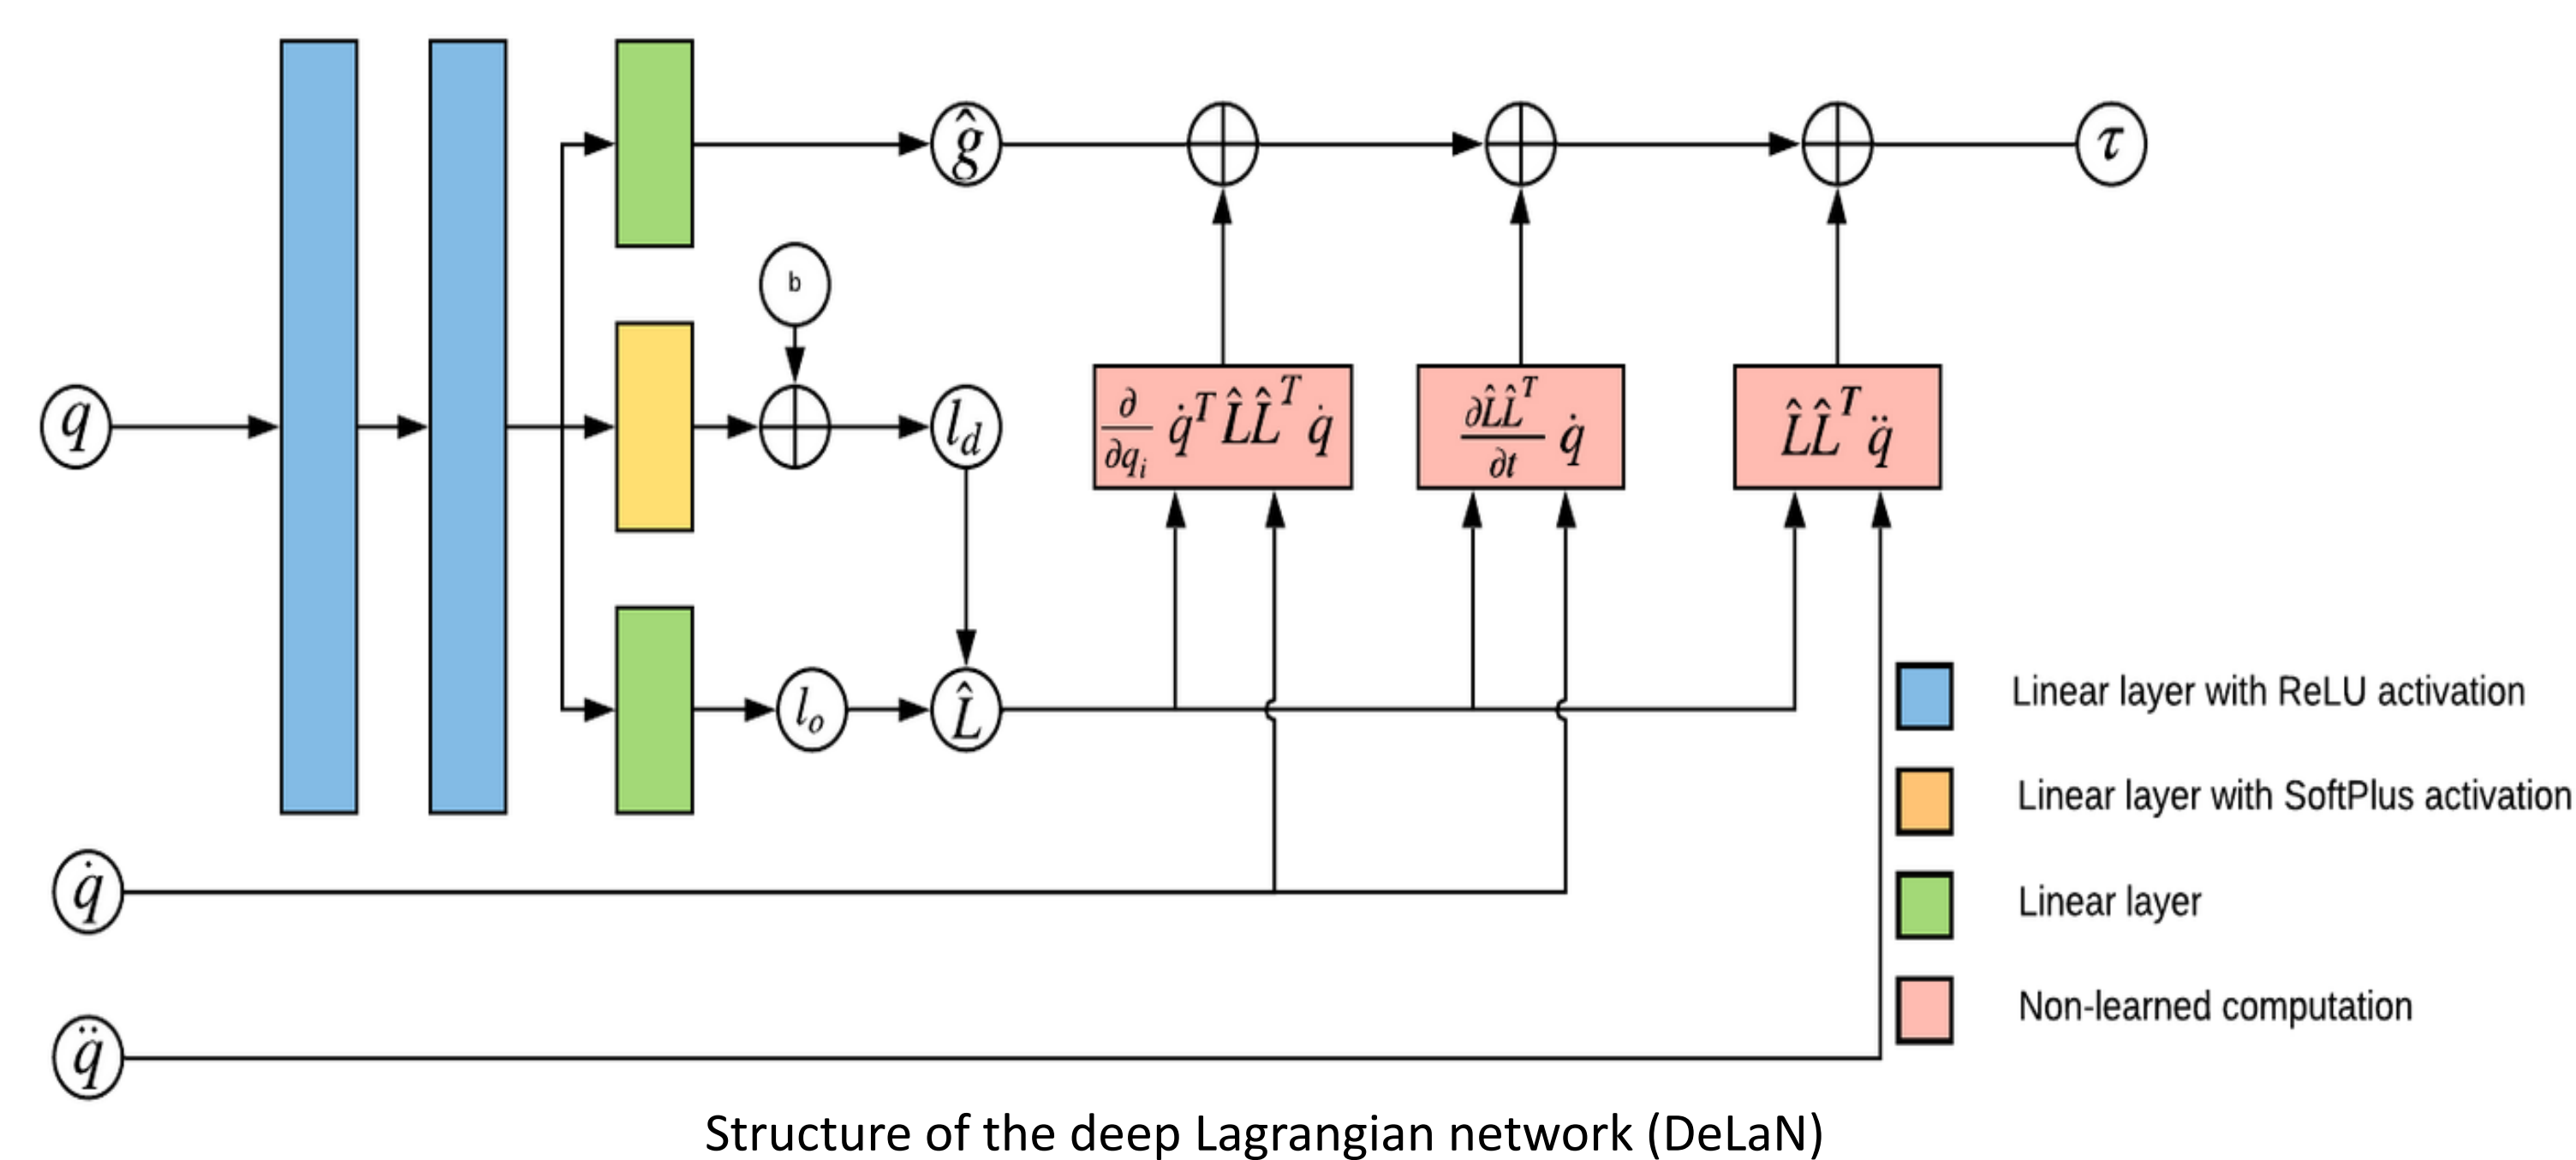 ĝ
τ
b
q
l_d
∂/∂q_i q̇^T L̂L̂^T q̇
∂L̂L̂^T/∂t q̇
L̂L̂^T q̈
l_o
L̂
Linear layer with ReLU activation
Linear layer with SoftPlus activation
q̇
Linear layer
Non-learned computation
q̈
Structure of the deep Lagrangian network (DeLaN)